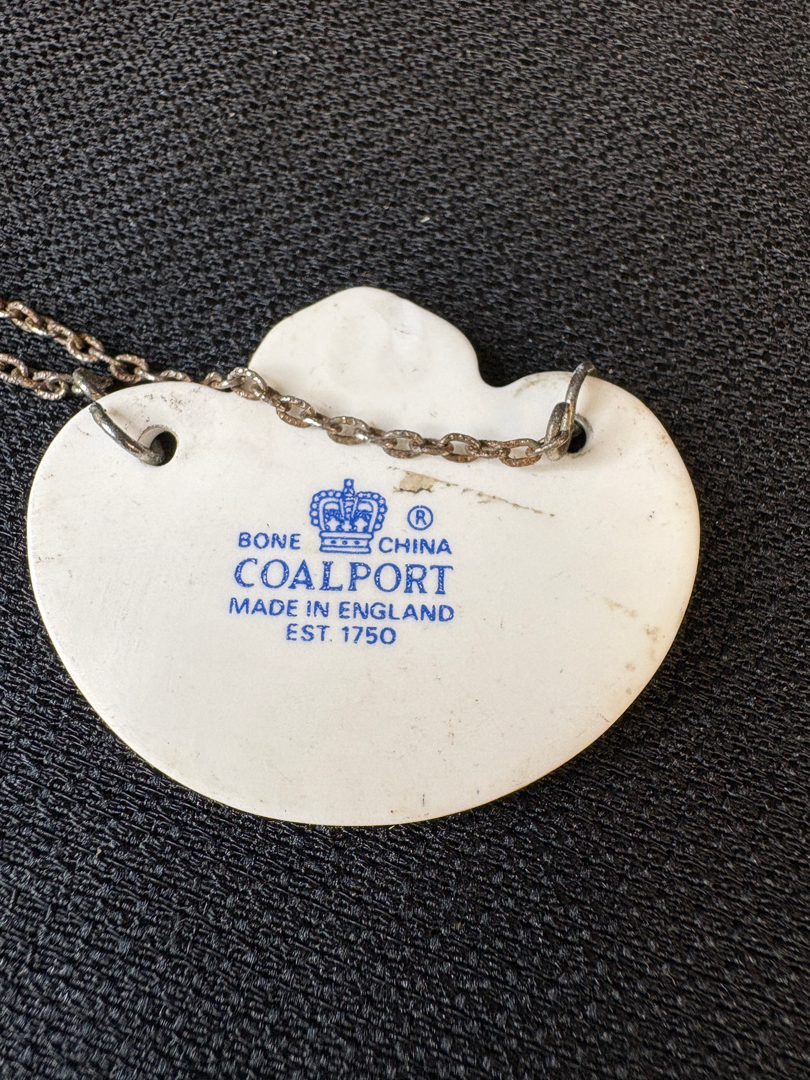 ®
BONE CHINA
COALPORT
MADE IN ENGLAND
EST. 1750